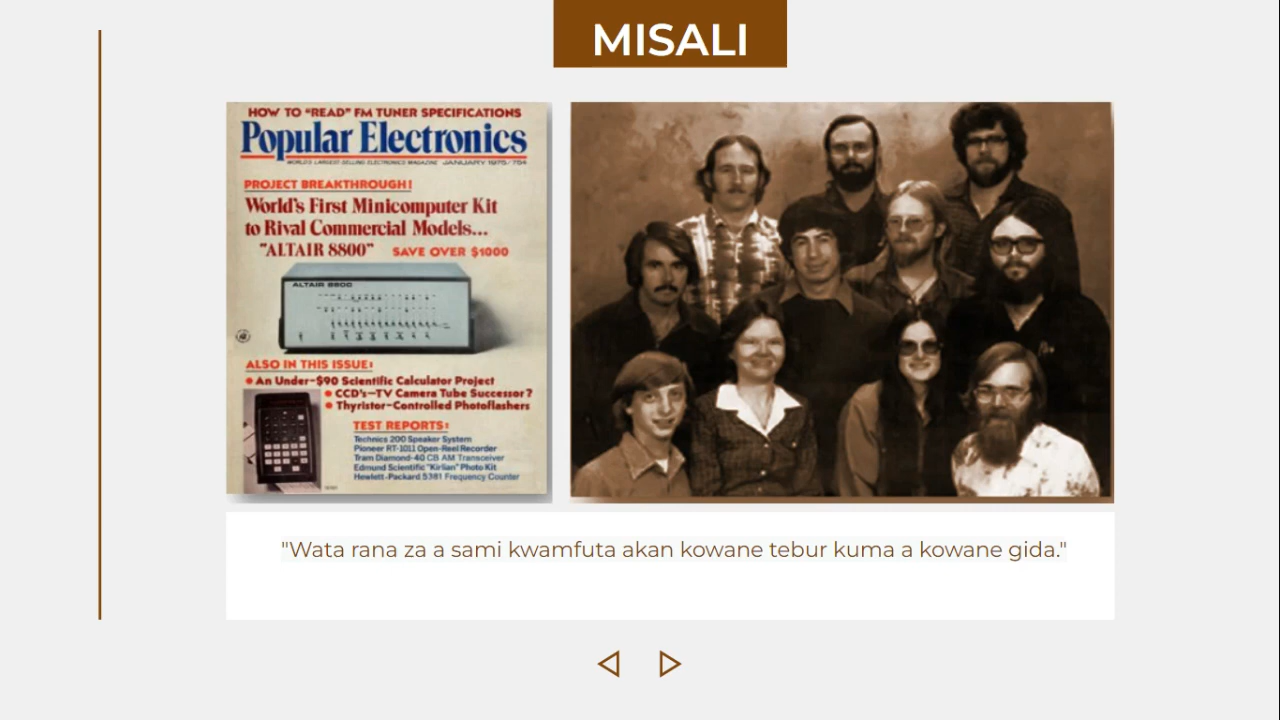 MISALI
HOW TO "READ" FM TUNER SPECIFICATIONS
Popular Electronics
WORLD'S LARGEST-SELLING ELECTRONICS MAGAZINE JANUARY 1975/75¢
PROJECT BREAKTHROUGH!
World's First Minicomputer Kit
to Rival Commercial Models...
"ALTAIR 8800" SAVE OVER $1000
ALTAIR 8800
ALSO IN THIS ISSUE:
• An Under-$90 Scientific Calculator Project
• CCD's—TV Camera Tube Successor?
• Thyristor-Controlled Photoflashers
TEST REPORTS:
Technics 200 Speaker System
Pioneer RT-1011 Open-Reel Recorder
Tram Diamond-40 CB AM Transceiver
Edmund Scientific "Kirlian" Photo Kit
Hewlett-Packard 5381 Frequency Counter
"Wata rana za a sami kwamfuta akan kowane tebur kuma a kowane gida."